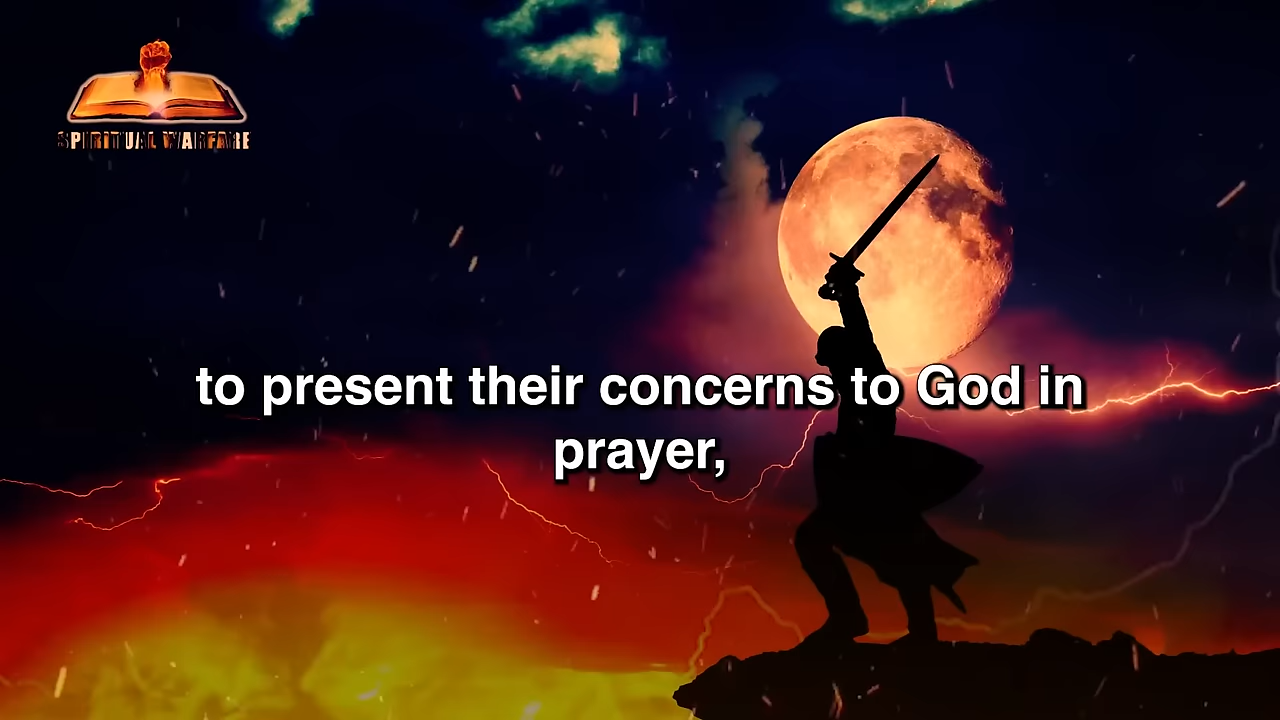 SPIRITUAL WARFARE
to present their concerns to God in
prayer,